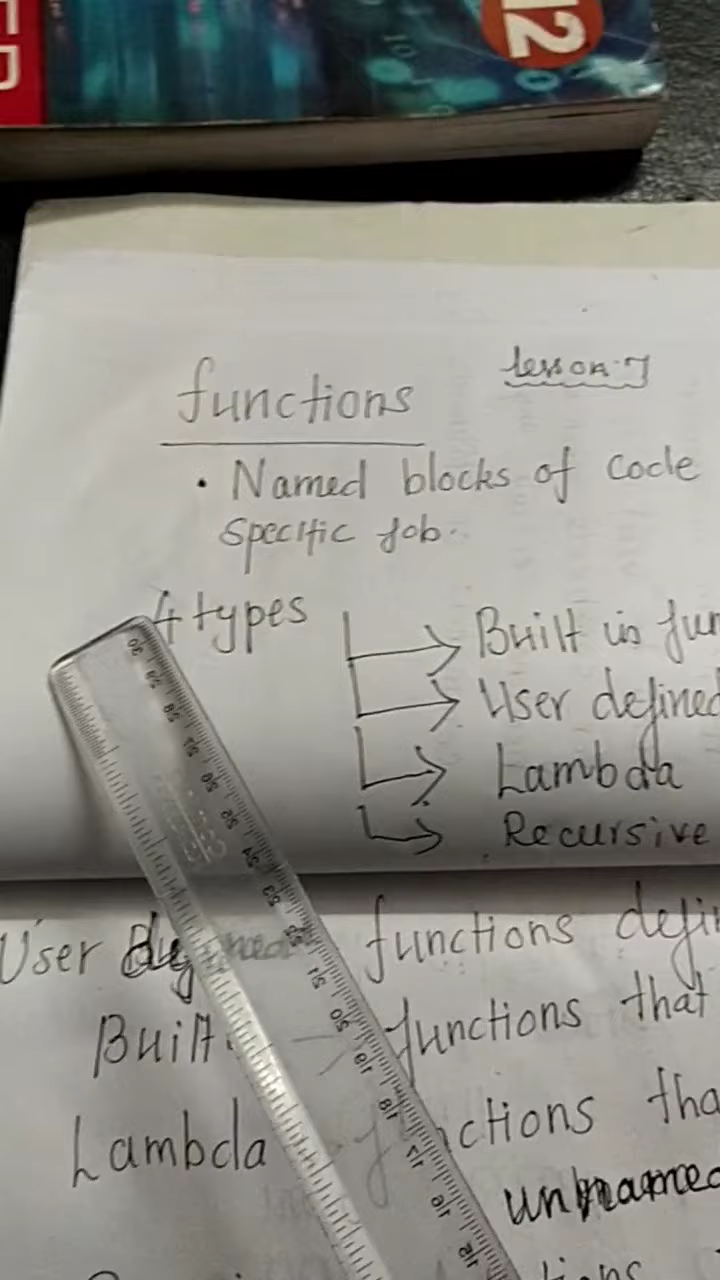 12
functions
lesson-7
• Named blocks of code
specific job.
4 types
Built in fun
User defined
Lambda
Recursive
User defined functions defi
Built functions that
Lambda functions tha
unnamed